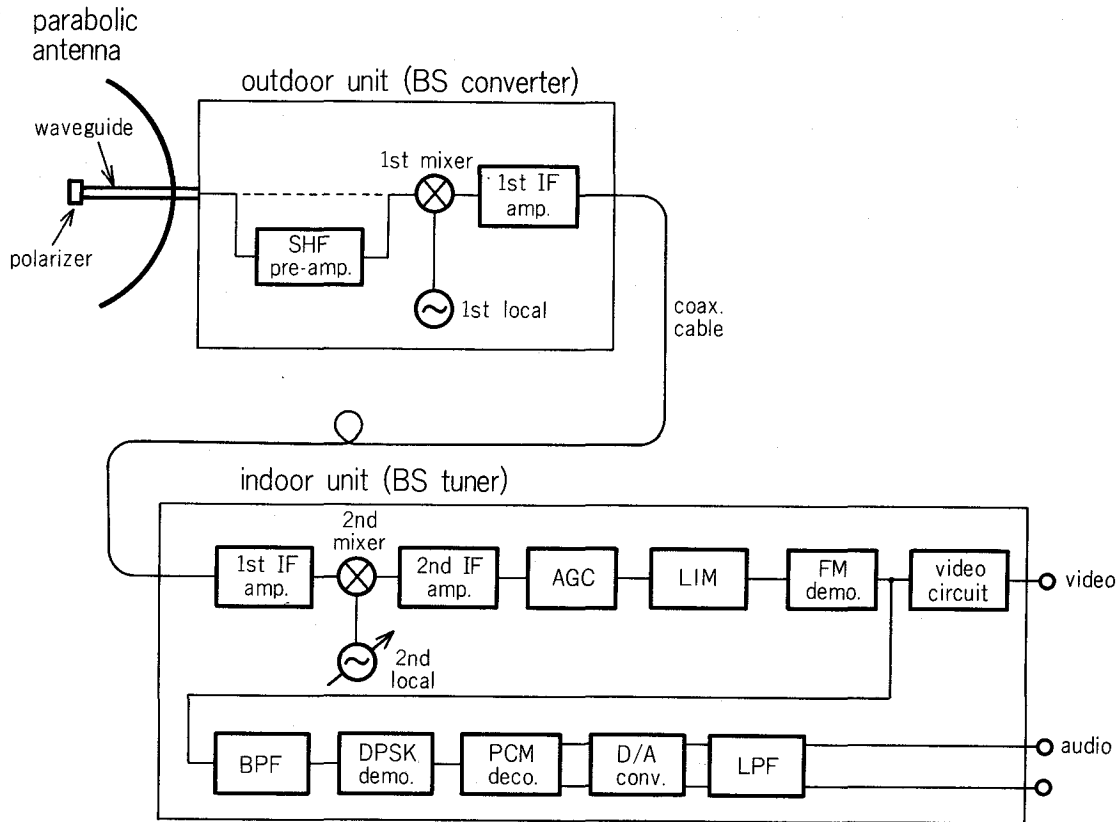 parabolic
antenna
outdoor unit (BS converter)
waveguide
polarizer
SHF
pre-amp.
1st mixer
1st IF
amp.
1st local
coax.
cable
indoor unit (BS tuner)
1st IF
amp.
2nd
mixer
2nd IF
amp.
AGC
LIM
FM
demo.
video
circuit
video
2nd
local
BPF
DPSK
demo.
PCM
deco.
D/A
conv.
LPF
audio